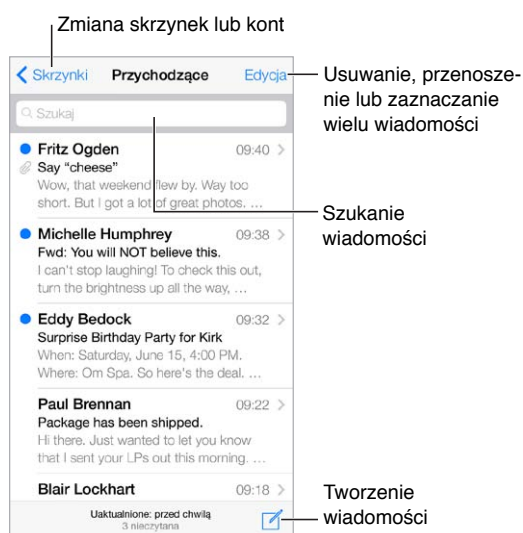 Zmiana skrzynek lub kont
Skrzynki Przychodzące Edycja
Usuwanie, przenosze-
nie lub zaznaczanie
wielu wiadomości
Szukaj
Fritz Ogden 09:40
Say “cheese”
Wow, that weekend flew by. Way too
short. But I got a lot of great photos. …
Szukanie
wiadomości
Michelle Humphrey 09:38
Fwd: You will NOT believe this.
I can't stop laughing! To check this out,
turn the brightness up all the way, …
Eddy Bedock 09:32
Surprise Birthday Party for Kirk
When: Saturday, June 15, 4:00 PM.
Where: Om Spa. So here's the deal. …
Paul Brennan 09:22
Package has been shipped.
Hi there. Just wanted to let you know
that I sent your LPs out this morning. …
Blair Lockhart 09:18
Uaktualnione: przed chwilą
3 nieczytana
Tworzenie
wiadomości